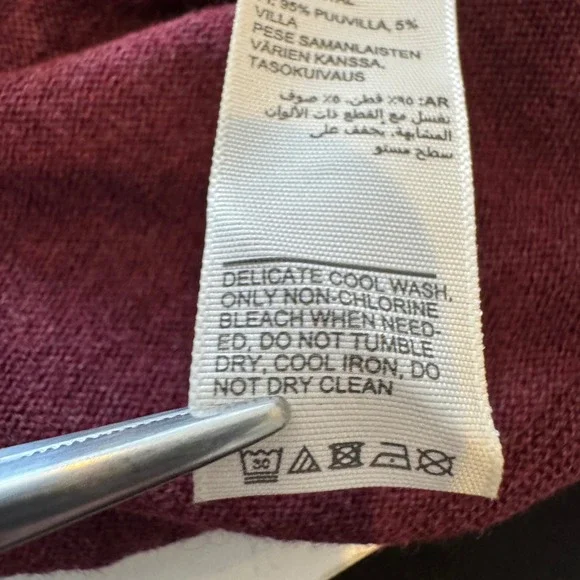 95% PUUVILLA, 5%
VILLA
PESE SAMANLAISTEN
VÄRIEN KANSSA,
TASOKUIVAUS
AR: ٩٥٪ قطن, ٥٪ صوف
تغسل مع القطع ذات الألوان
المشابهة, يجفف على
سطح مستو
DELICATE COOL WASH,
ONLY NON-CHLORINE
BLEACH WHEN NEED-
ED, DO NOT TUMBLE
DRY, COOL IRON, DO
NOT DRY CLEAN
30